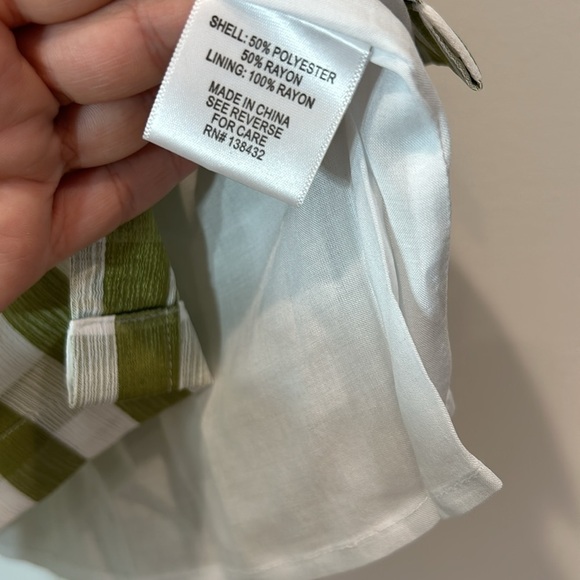 SHELL: 50% POLYESTER
50% RAYON
LINING: 100% RAYON
MADE IN CHINA
SEE REVERSE
FOR CARE
RN# 138432